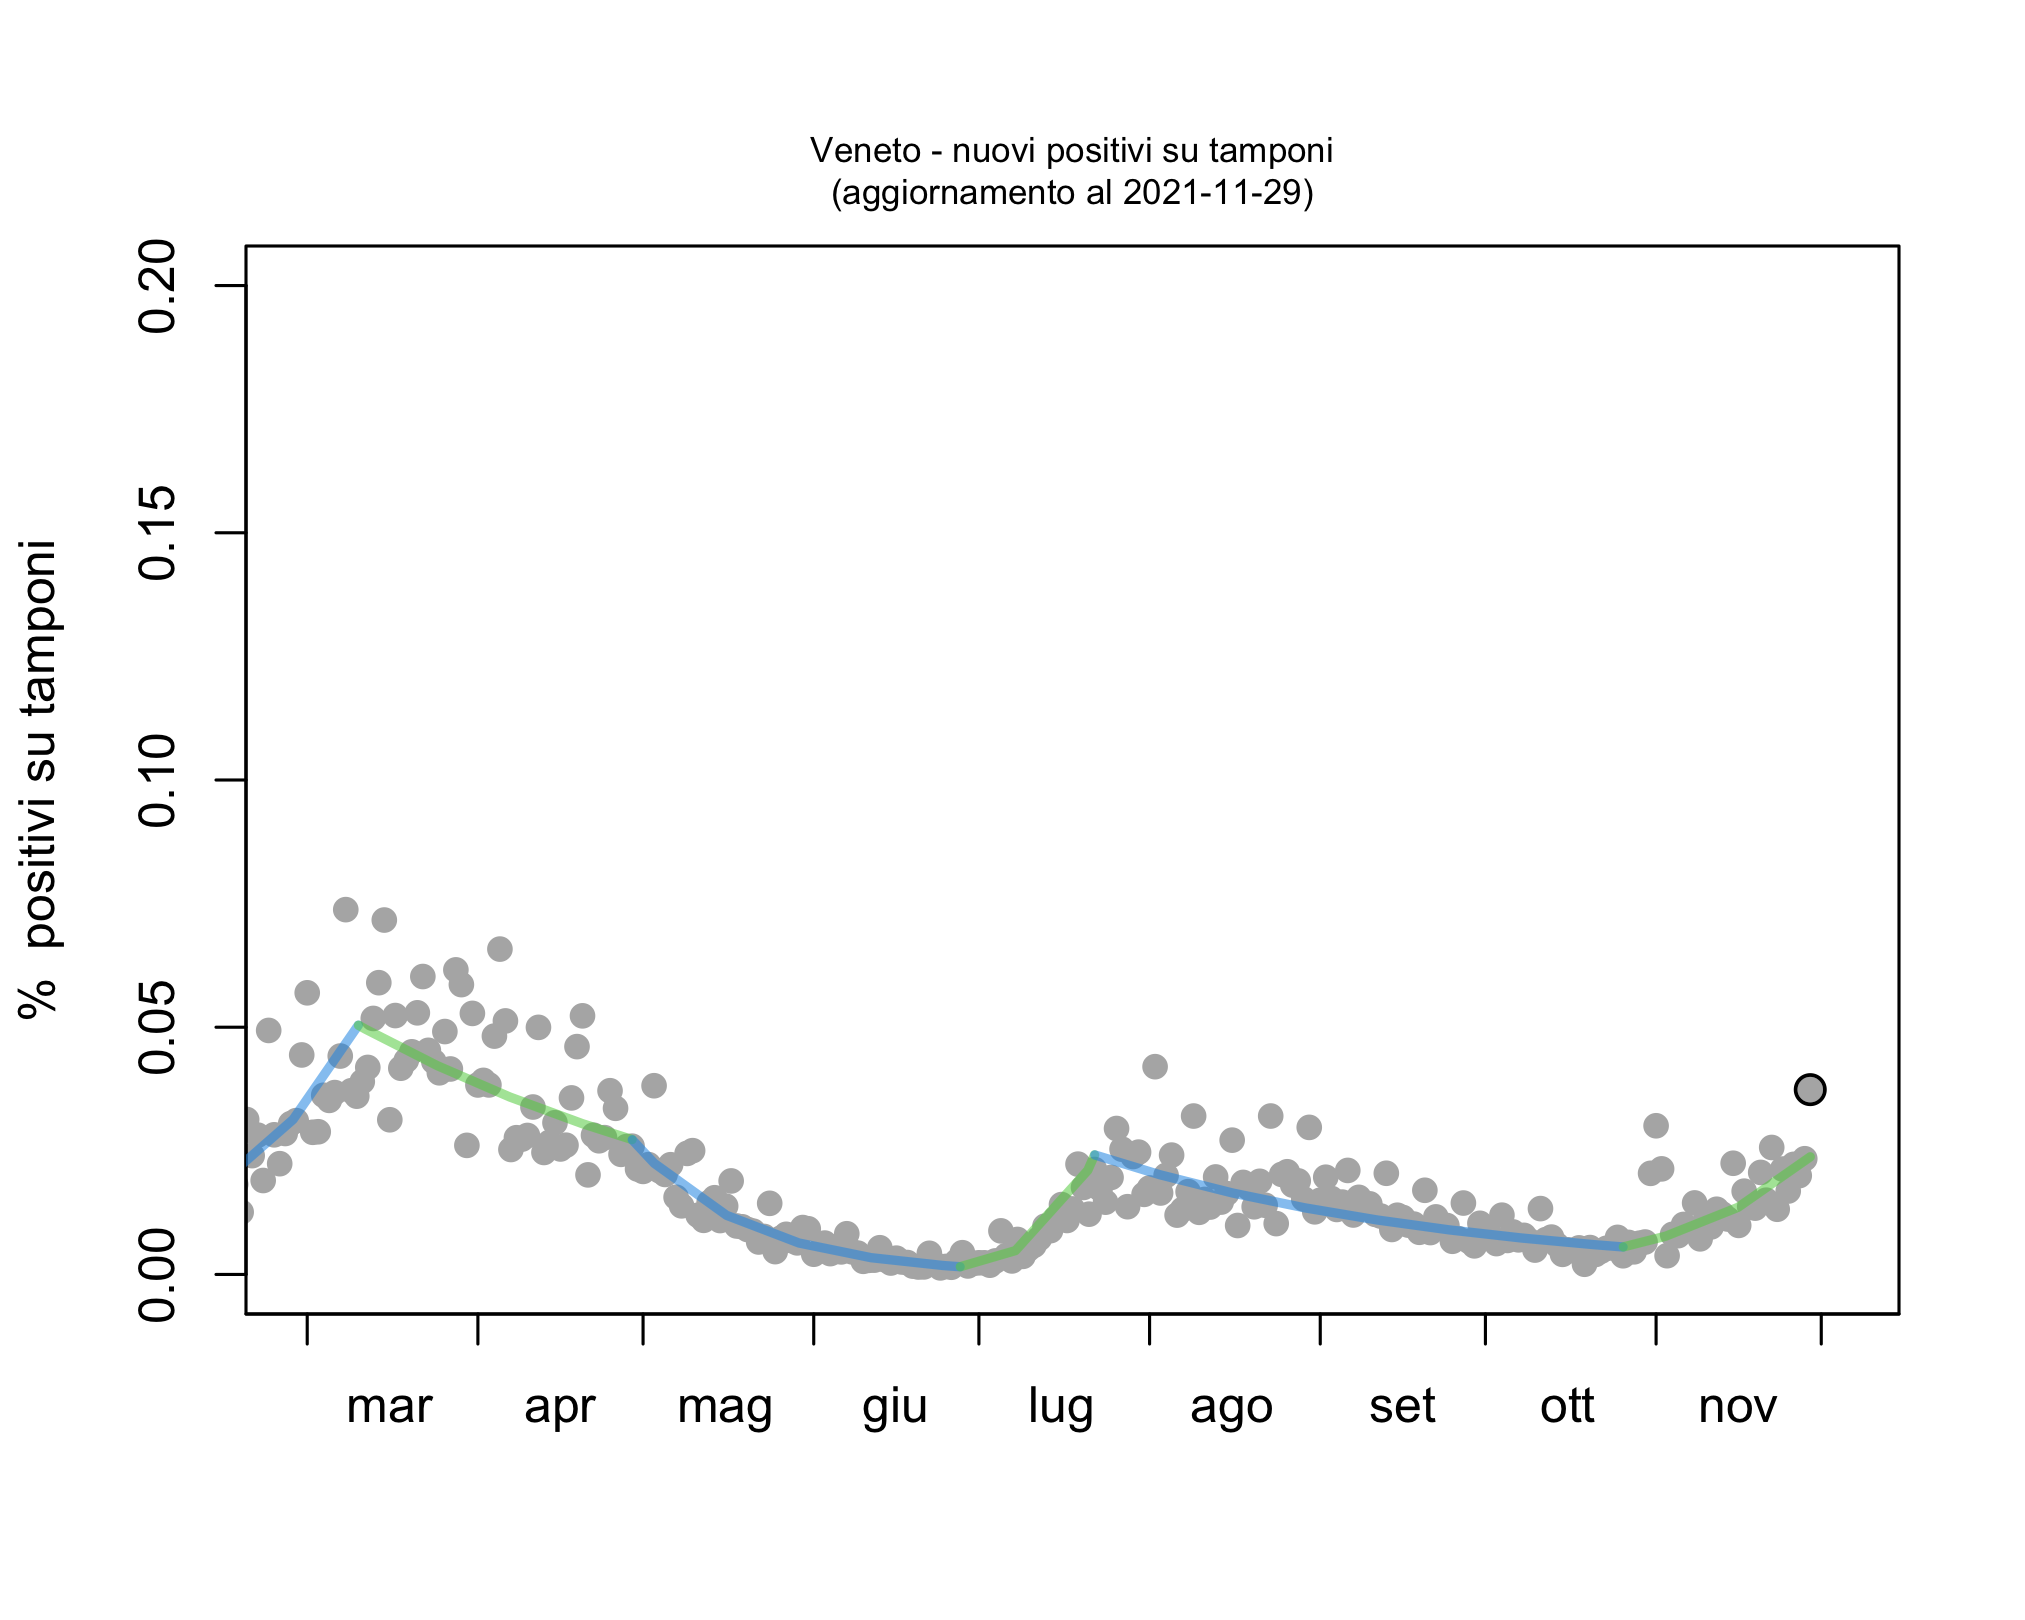 Veneto - nuovi positivi su tamponi
(aggiornamento al 2021-11-29)
% positivi su tamponi
0.20
0.15
0.10
0.05
0.00
mar apr mag giu lug ago set ott nov